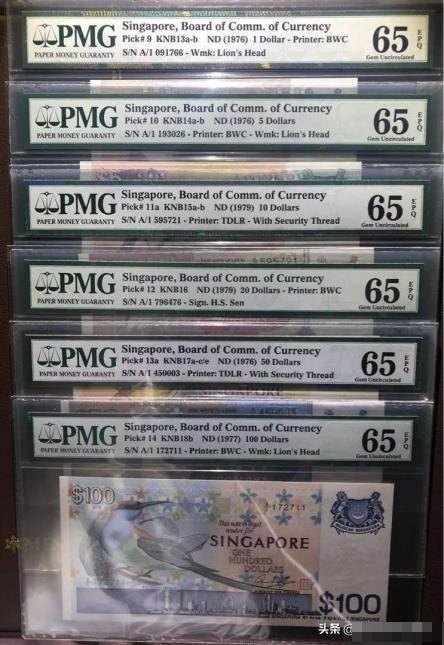 PMG
PAPER MONEY GUARANTY
Singapore, Board of Comm. of Currency
Pick# 9 KNB13a-b ND (1976) 1 Dollar - Printer: BWC
S/N A/1 091766 - Wmk: Lion's Head
65 EPQ
Gem Uncirculated
PMG
PAPER MONEY GUARANTY
Singapore, Board of Comm. of Currency
Pick# 10 KNB14a-b ND (1976) 5 Dollars
S/N A/1 193026 - Printer: BWC - Wmk: Lion's Head
65 EPQ
Gem Uncirculated
PMG
PAPER MONEY GUARANTY
Singapore, Board of Comm. of Currency
Pick# 11a KNB15a-b ND (1979) 10 Dollars
S/N A/1 595721 - Printer: TDLR - With Security Thread
65 EPQ
Gem Uncirculated
PMG
PAPER MONEY GUARANTY
Singapore, Board of Comm. of Currency
Pick# 12 KNB16 ND (1979) 20 Dollars - Printer: BWC
S/N A/1 796476 - Sign. H.S. Sen
65 EPQ
Gem Uncirculated
PMG
PAPER MONEY GUARANTY
Singapore, Board of Comm. of Currency
Pick# 13a KNB17a-c/e ND (1976) 50 Dollars
S/N A/1 450003 - Printer: TDLR - With Security Thread
65 EPQ
Gem Uncirculated
SINGAPORE
PMG
PAPER MONEY GUARANTY
Singapore, Board of Comm. of Currency
Pick# 14 KNB18b ND (1977) 100 Dollars
S/N A/1 172711 - Printer: BWC - Wmk: Lion's Head
65 EPQ
Gem Uncirculated
$100
A/1 172711
This note is legal
tender for
SINGAPORE
ONE
HUNDRED
DOLLARS
A/1 172711
$100
头条 @